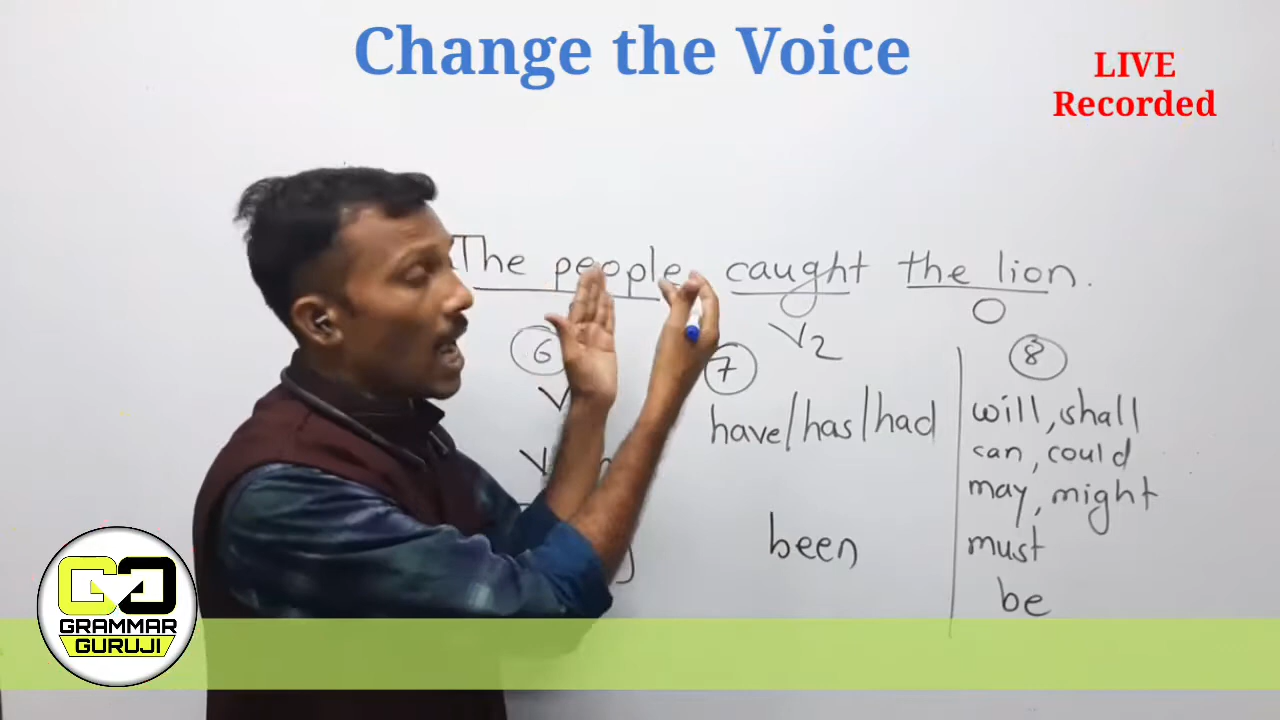 Change the Voice
LIVE
Recorded
The people caught the lion.
O
V2
6
7
8
have/has/had
will, shall
can, could
may, might
must
been
be
GRAMMAR
GURUJI